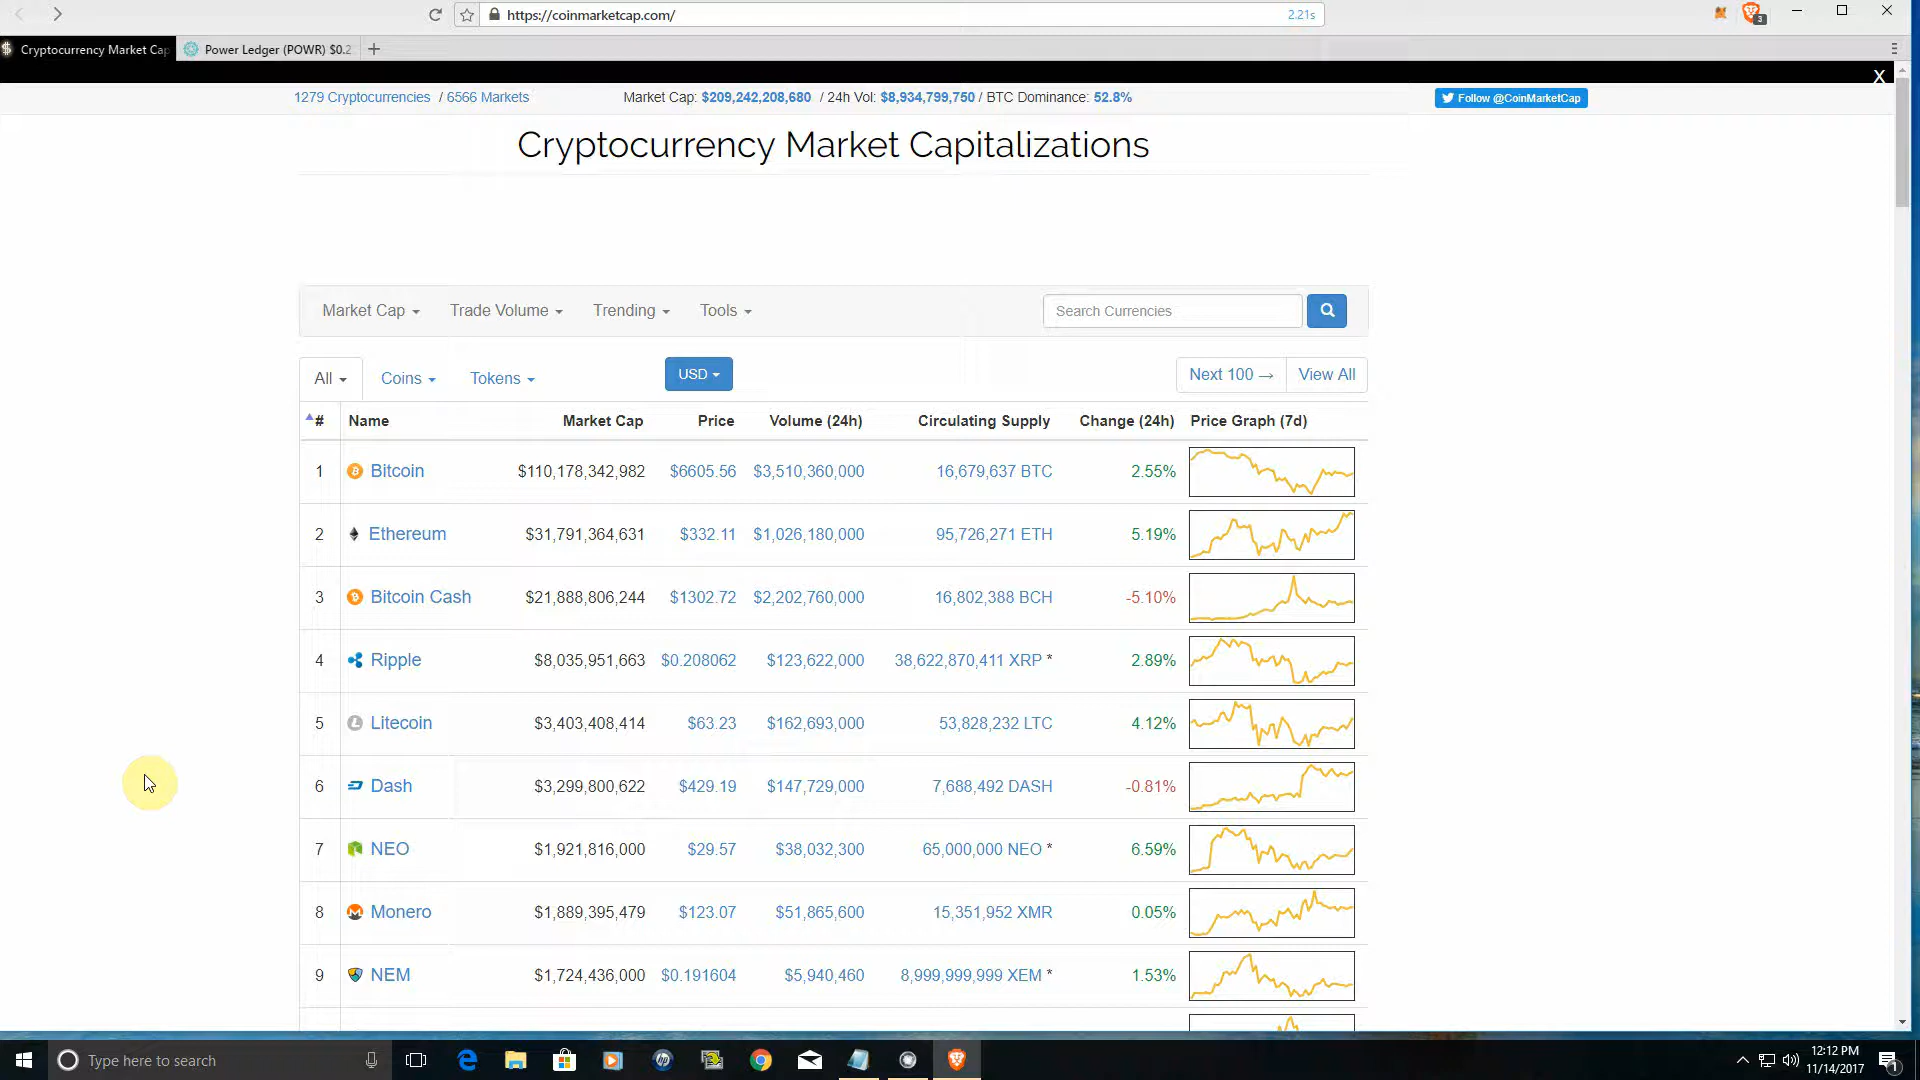 https://coinmarketcap.com/
2.21s
3
Cryptocurrency Market Cap
Power Ledger (POWR) $0.2
X
1279 Cryptocurrencies / 6566 Markets
Market Cap: $209,242,208,680 / 24h Vol: $8,934,799,750 / BTC Dominance: 52.8%
Follow @CoinMarketCap
Cryptocurrency Market Capitalizations
Market Cap Trade Volume Trending Tools
Search Currencies
All Coins Tokens USD Next 100 → View All
# Name Market Cap Price Volume (24h) Circulating Supply Change (24h) Price Graph (7d)
1 Bitcoin $110,178,342,982 $6605.56 $3,510,360,000 16,679,637 BTC 2.55%
2 Ethereum $31,791,364,631 $332.11 $1,026,180,000 95,726,271 ETH 5.19%
3 Bitcoin Cash $21,888,806,244 $1302.72 $2,202,760,000 16,802,388 BCH -5.10%
4 Ripple $8,035,951,663 $0.208062 $123,622,000 38,622,870,411 XRP * 2.89%
5 Litecoin $3,403,408,414 $63.23 $162,693,000 53,828,232 LTC 4.12%
6 Dash $3,299,800,622 $429.19 $147,729,000 7,688,492 DASH -0.81%
7 NEO $1,921,816,000 $29.57 $38,032,300 65,000,000 NEO * 6.59%
8 Monero $1,889,395,479 $123.07 $51,865,600 15,351,952 XMR 0.05%
9 NEM $1,724,436,000 $0.191604 $5,940,460 8,999,999,999 XEM * 1.53%
Type here to search
12:12 PM
11/14/2017
1